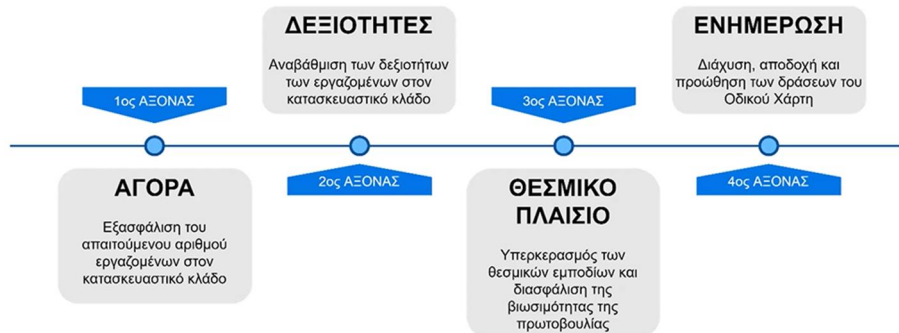 1ος ΑΞΟΝΑΣ
ΑΓΟΡΑ
Εξασφάλιση του
απαιτούμενου αριθμού
εργαζομένων στον
κατασκευαστικό κλάδο
ΔΕΞΙΟΤΗΤΕΣ
Αναβάθμιση των δεξιοτήτων
των εργαζομένων στον
κατασκευαστικό κλάδο
2ος ΑΞΟΝΑΣ
3ος ΑΞΟΝΑΣ
ΘΕΣΜΙΚΟ
ΠΛΑΙΣΙΟ
Υπερκερασμός των
θεσμικών εμποδίων και
διασφάλιση της
βιωσιμότητας της
πρωτοβουλίας
ΕΝΗΜΕΡΩΣΗ
Διάχυση, αποδοχή και
προώθηση των δράσεων του
Οδικού Χάρτη
4ος ΑΞΟΝΑΣ